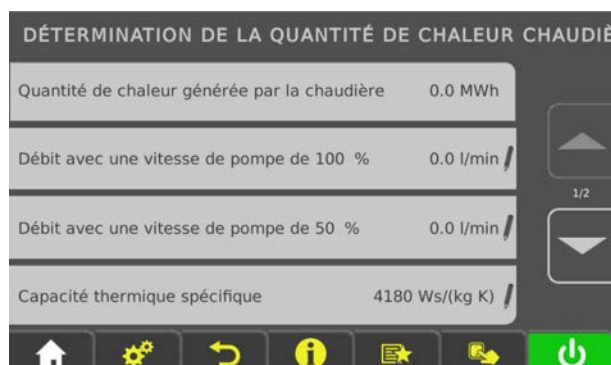 DÉTERMINATION DE LA QUANTITÉ DE CHALEUR CHAUDIÈ
Quantité de chaleur générée par la chaudière 0.0 MWh
Débit avec une vitesse de pompe de 100 % 0.0 l/min
1/2
Débit avec une vitesse de pompe de 50 % 0.0 l/min
Capacité thermique spécifique 4180 Ws/(kg K)